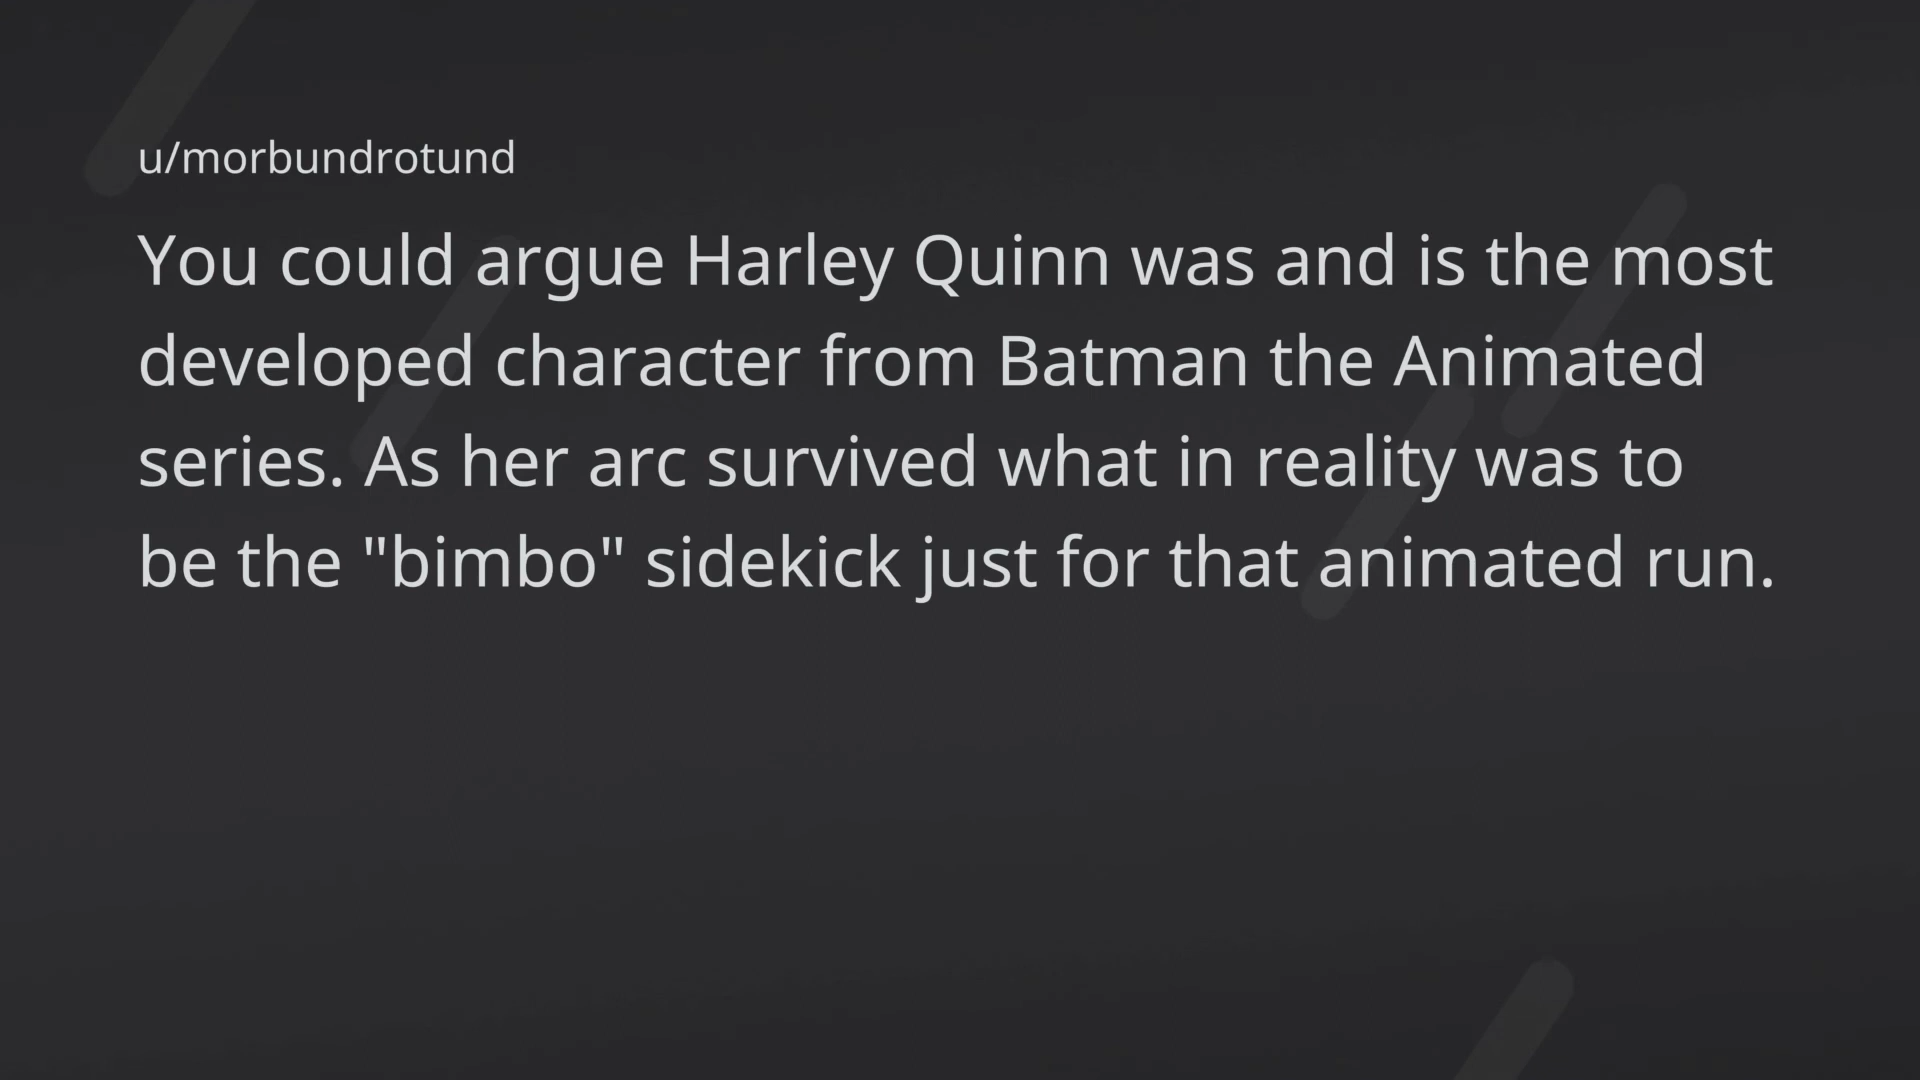 u/morbundrotund
You could argue Harley Quinn was and is the most
developed character from Batman the Animated
series. As her arc survived what in reality was to
be the "bimbo" sidekick just for that animated run.